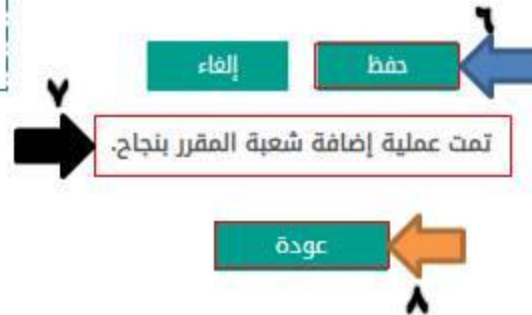 ٦
حفظ إلغاء
٧
تمت عملية إضافة شعبة المقرر بنجاح.
عودة
٨